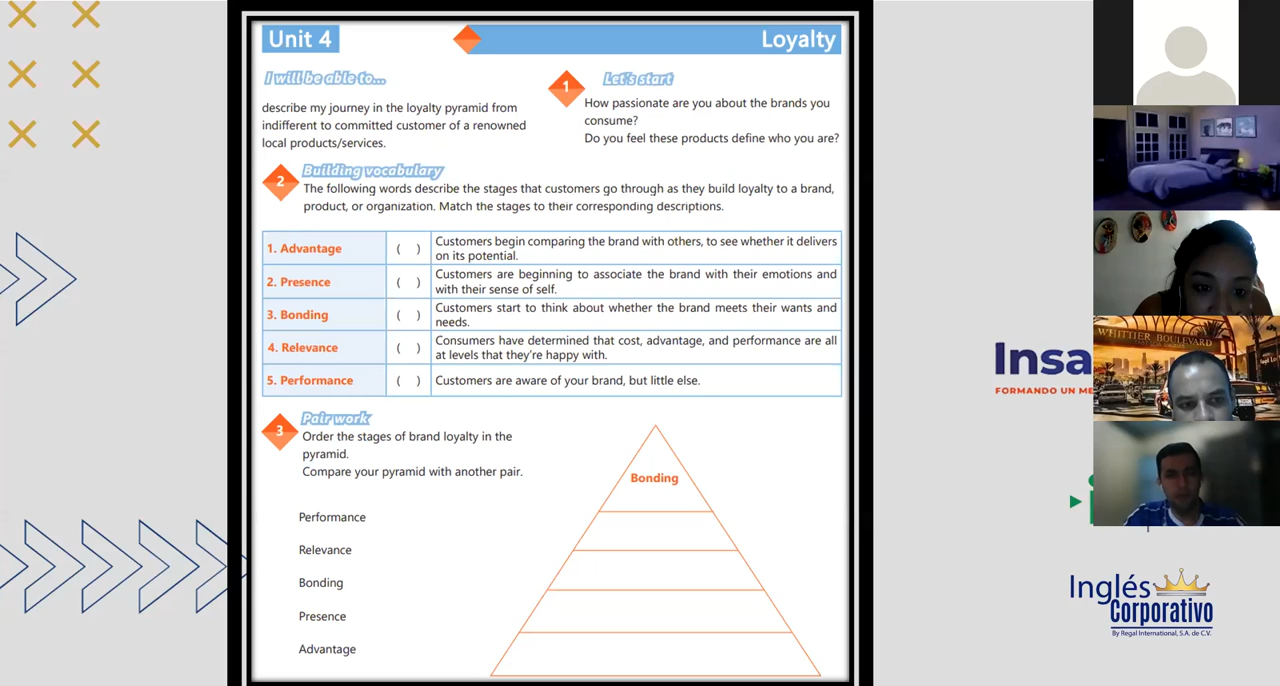 Unit 4
Loyalty
I will be able to...
describe my journey in the loyalty pyramid from
indifferent to committed customer of a renowned
local products/services.
1
Let's start
How passionate are you about the brands you
consume?
Do you feel these products define who you are?
2
Building vocabulary
The following words describe the stages that customers go through as they build loyalty to a brand,
product, or organization. Match the stages to their corresponding descriptions.
1. Advantage ( ) Customers begin comparing the brand with others, to see whether it delivers
on its potential.
2. Presence ( ) Customers are beginning to associate the brand with their emotions and
with their sense of self.
3. Bonding ( ) Customers start to think about whether the brand meets their wants and
needs.
4. Relevance ( ) Consumers have determined that cost, advantage, and performance are all
at levels that they're happy with.
5. Performance ( ) Customers are aware of your brand, but little else.
3
Pair work
Order the stages of brand loyalty in the
pyramid.
Compare your pyramid with another pair.
Performance
Relevance
Bonding
Presence
Advantage
Bonding
Insa
FORMANDO UN ME
WHITTIER BOULEVARD
Inglés
Corporativo
By Regal International, S.A. de C.V.